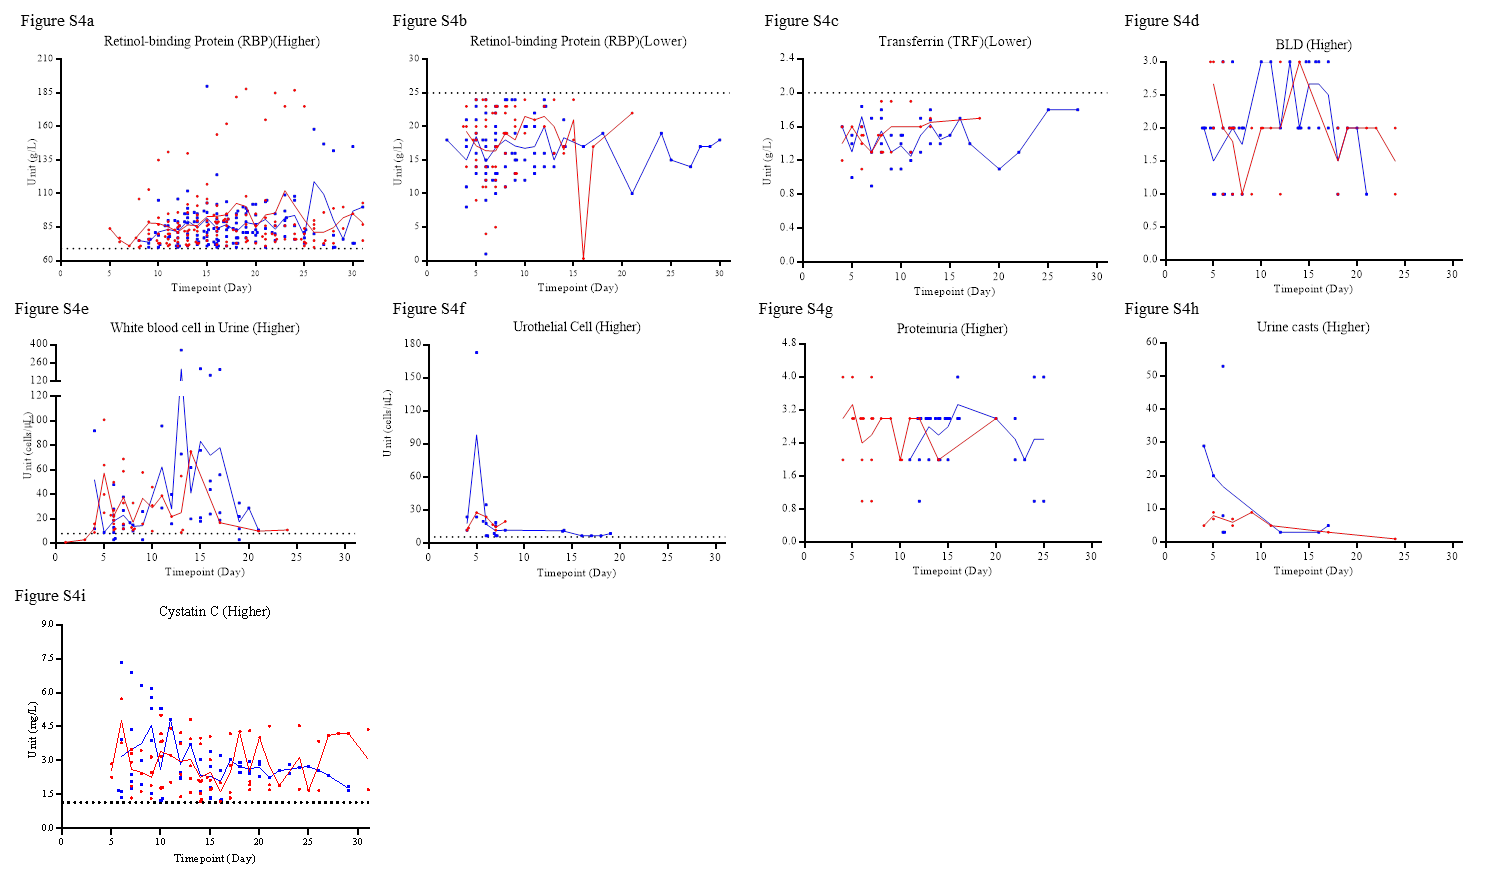 Figure S4a
Retinol-binding Protein (RBP)(Higher)
210
185
160
135
110
85
60
Unit (g/L)
0 5 10 15 20 25 30
Timepoint (Day)
Figure S4b
Retinol-binding Protein (RBP)(Lower)
30
25
20
15
10
5
0
Unit (g/L)
0 5 10 15 20 25 30
Timepoint (Day)
Figure S4c
Transferrin (TRF)(Lower)
2.4
2.0
1.6
1.2
0.8
0.4
0.0
Unit (g/L)
0 5 10 15 20 25 30
Timepoint (Day)
Figure S4d
BLD (Higher)
3.0
2.5
2.0
1.5
1.0
0.5
0.0
0 5 10 15 20 25 30
Timepoint (Day)
Figure S4e
White blood cell in Urine (Higher)
400
260
120
120
100
80
60
40
20
0
Unit (cells/μL)
0 5 10 15 20 25 30
Timepoint (Day)
Figure S4f
Urothelial Cell (Higher)
180
150
120
90
60
30
0
Unit (cells/μL)
0 5 10 15 20 25 30
Timepoint (Day)
Figure S4g
Proteinuria (Higher)
4.8
4.0
3.2
2.4
1.6
0.8
0.0
0 5 10 15 20 25 30
Timepoint (Day)
Figure S4h
Urine casts (Higher)
60
50
40
30
20
10
0
0 5 10 15 20 25 30
Timepoint (Day)
Figure S4i
Cystatin C (Higher)
9.0
7.5
6.0
4.5
3.0
1.5
0.0
Unit (mg/L)
0 5 10 15 20 25 30
Timepoint (Day)